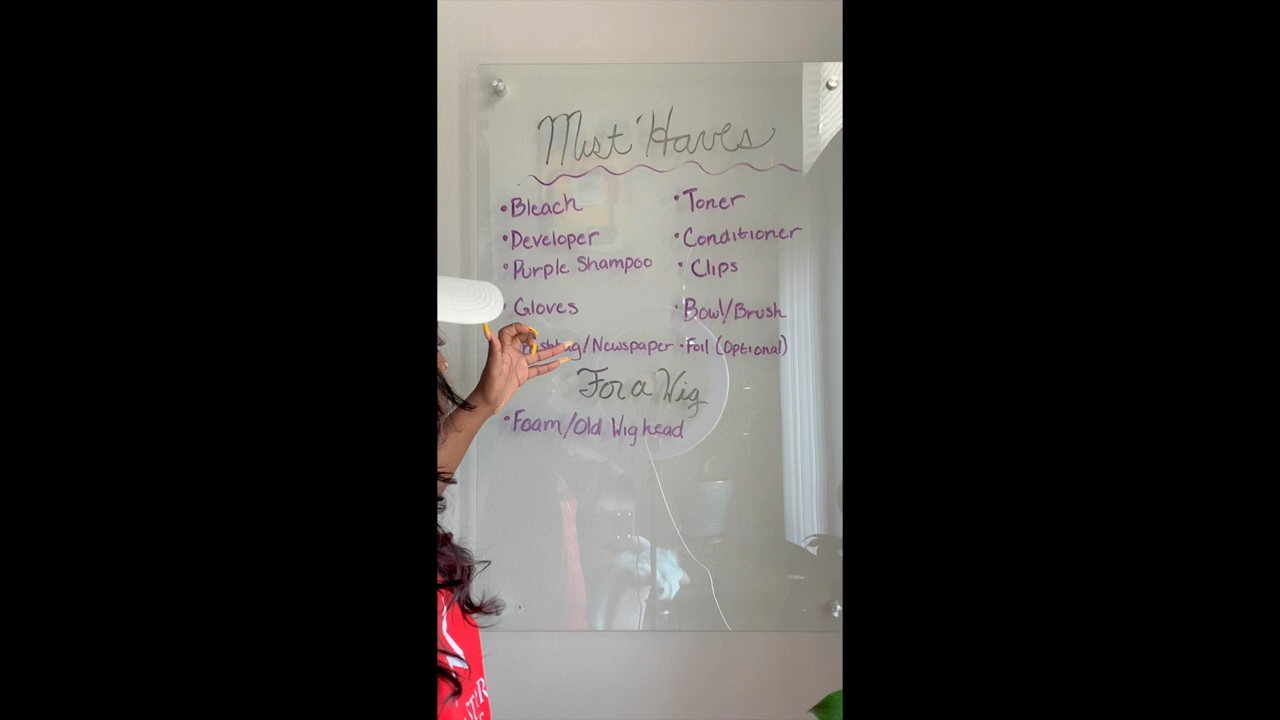 Must Haves
• Bleach
• Developer
• Purple Shampoo
• Gloves
/Newspaper
• Toner
• Conditioner
• Clips
• Bowl/Brush
• Foil (Optional)
For a Wig
• Foam/Old Wig head